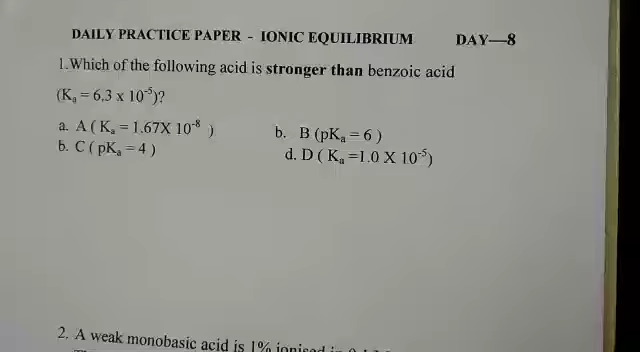 DAILY PRACTICE PAPER - IONIC EQUILIBRIUM DAY—8
1.Which of the following acid is stronger than benzoic acid
(Kₐ = 6.3 x 10⁻⁵)?
a. A ( Kₐ = 1.67X 10⁻⁸ ) b. B (pKₐ = 6 )
b. C ( pKₐ = 4 ) d. D ( Kₐ =1.0 X 10⁻⁵)
2. A weak monobasic acid is 1% ionised in